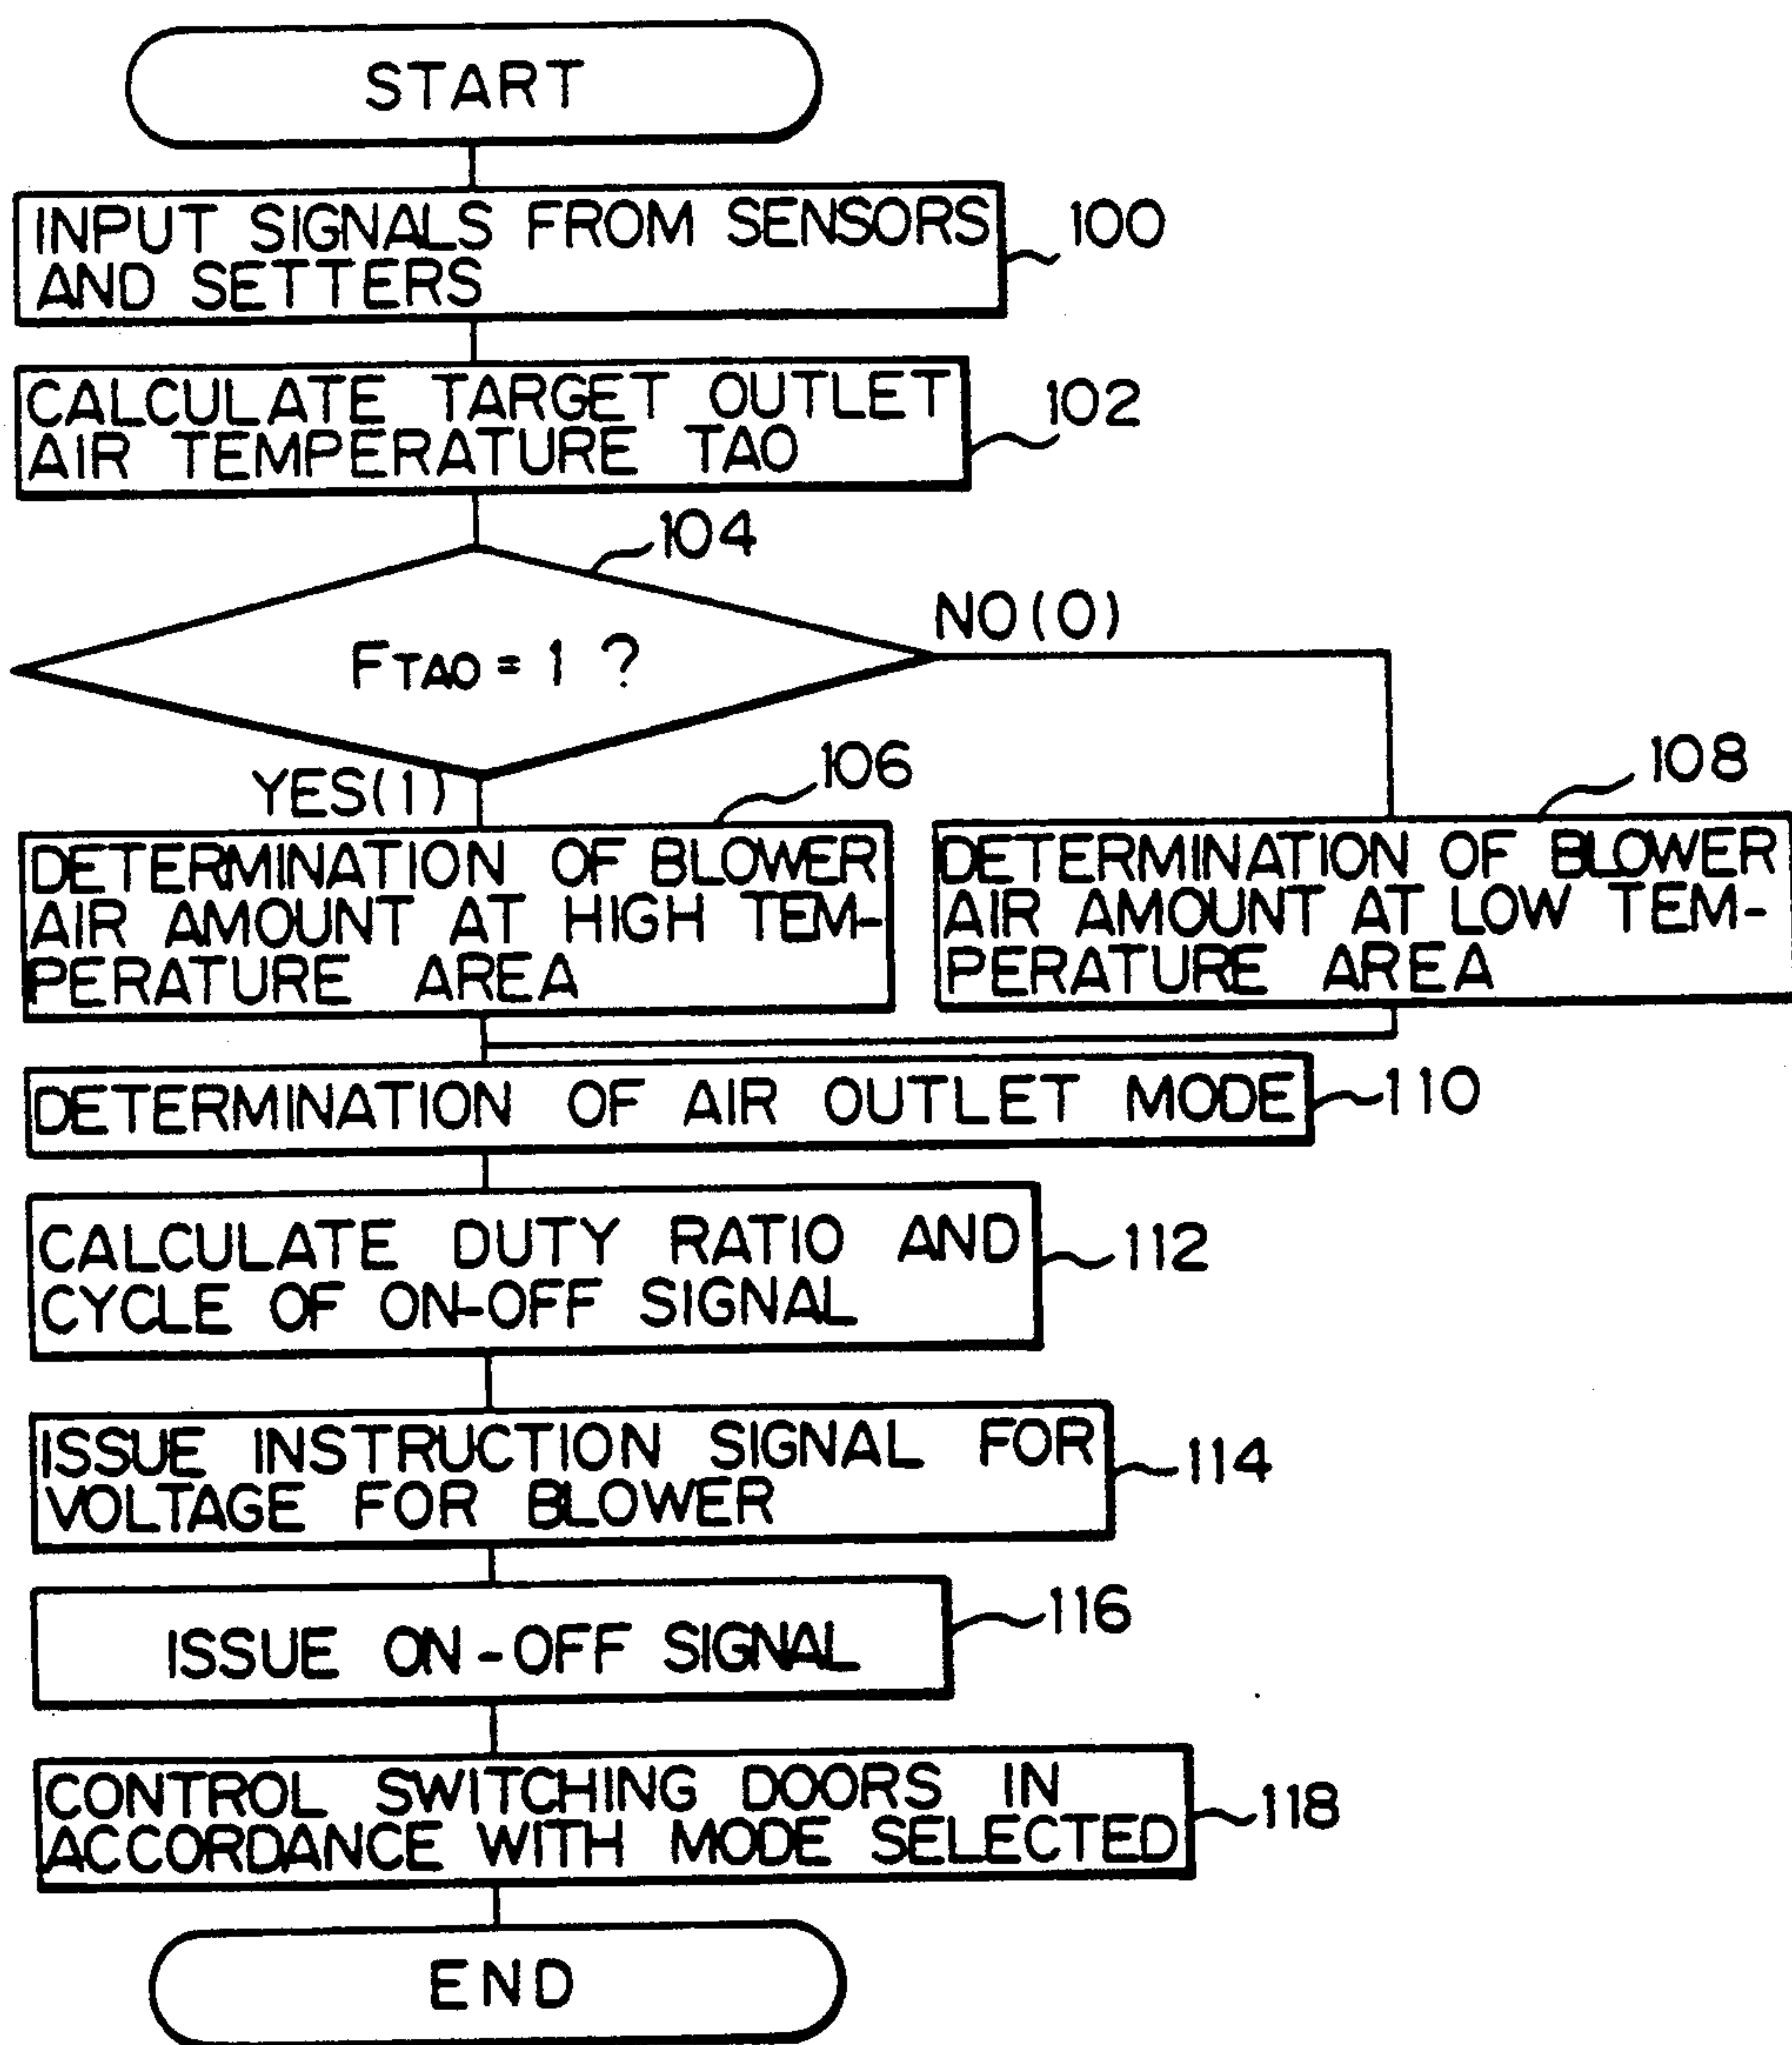 START
INPUT SIGNALS FROM SENSORS
AND SETTERS
100
CALCULATE TARGET OUTLET
AIR TEMPERATURE TAO
102
104
FTAO = 1 ?
NO(0)
YES(1)
106
DETERMINATION OF BLOWER
AIR AMOUNT AT HIGH TEM-
PERATURE AREA
108
DETERMINATION OF BLOWER
AIR AMOUNT AT LOW TEM-
PERATURE AREA
DETERMINATION OF AIR OUTLET MODE
110
CALCULATE DUTY RATIO AND
CYCLE OF ON-OFF SIGNAL
112
ISSUE INSTRUCTION SIGNAL FOR
VOLTAGE FOR BLOWER
114
ISSUE ON-OFF SIGNAL
116
CONTROL SWITCHING DOORS IN
ACCORDANCE WITH MODE SELECTED
118
END